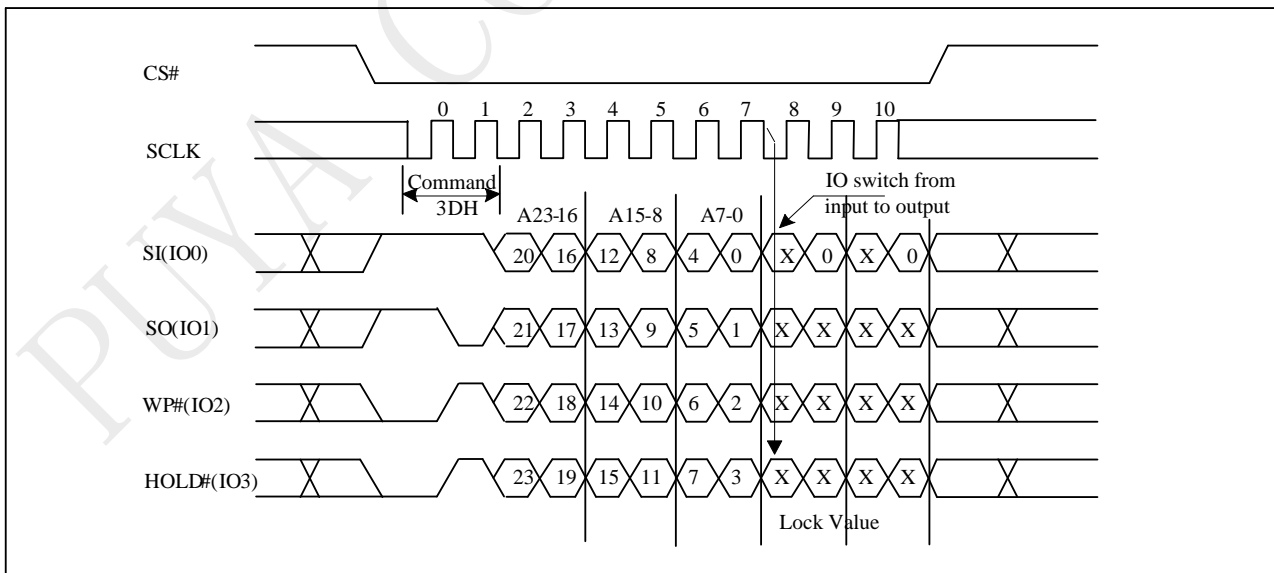 PUYA CO
CS#
0 1 2 3 4 5 6 7 8 9 10
SCLK
Command
3DH
IO switch from
input to output
A23-16 A15-8 A7-0
SI(IO0) 20 16 12 8 4 0 X 0 X 0
SO(IO1) 21 17 13 9 5 1 X X X X
WP#(IO2) 22 18 14 10 6 2 X X X X
HOLD#(IO3) 23 19 15 11 7 3 X X X X
Lock Value